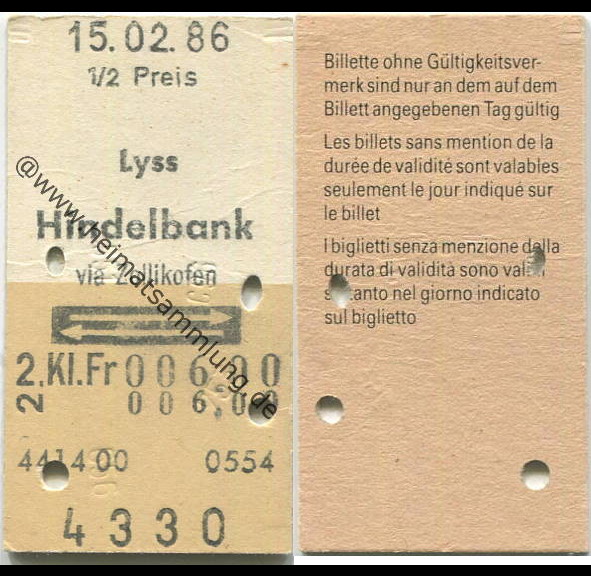 15.02.86
1/2 Preis
Lyss
Hindelbank
via Zollikofen
2.Kl.Fr 006,00
2 006,00
441400 0554
4330
@www.heimatsammlung.de
Billette ohne Gültigkeitsver-
merk sind nur an dem auf dem
Billett angegebenen Tag gültig
Les billets sans mention de la
durée de validité sont valables
seulement le jour indiqué sur
le billet
I biglietti senza menzione della
durata di validità sono validi
soltanto nel giorno indicato
sul biglietto